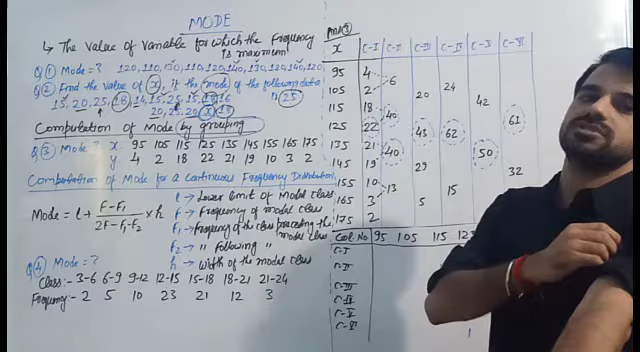 MODE
↳ The value of variable for which the Frequency is maximum
Q① Mode = ? 120, 110, 130, 110, 120, 140, 130, 120, 140, 120
Q② Find the value of x, if the mode of the following data is 25
15, 20, 25, 18, 14, 15, 25, 15, 18, 16
20, 25, 20, x, 18
Computation of Mode by grouping
Q③ Mode ? x 95 105 115 125 135 145 155 165 175
y 4 2 18 22 21 19 10 3 2
Computation of Mode for a Continuous Frequency Distribution
Mode = l + F-F₁ / 2F-F₁-F₂ × h
l → Lower limit of Modal class
F → Frequency of modal class
F₁ → Frequency of the class preceding the modal class
F₂ → " Following "
h → width of the modal class
Q④ Mode = ?
Class:- 3-6 6-9 9-12 12-15 15-18 18-21 21-24
Frequency:- 2 5 10 23 21 12 3
Ans③
x C-I C-II C-III C-IV C-V C-VI
95 4
6
105 2 20 24
115 18 42
40
125 22 43 62 61
135 21
40
145 19 29 50
155 10 32
13
165 3 5 15
175 2
Col. No 95 105 115 125
C-I
C-II
C-III
C-IV
C-V
C-VI